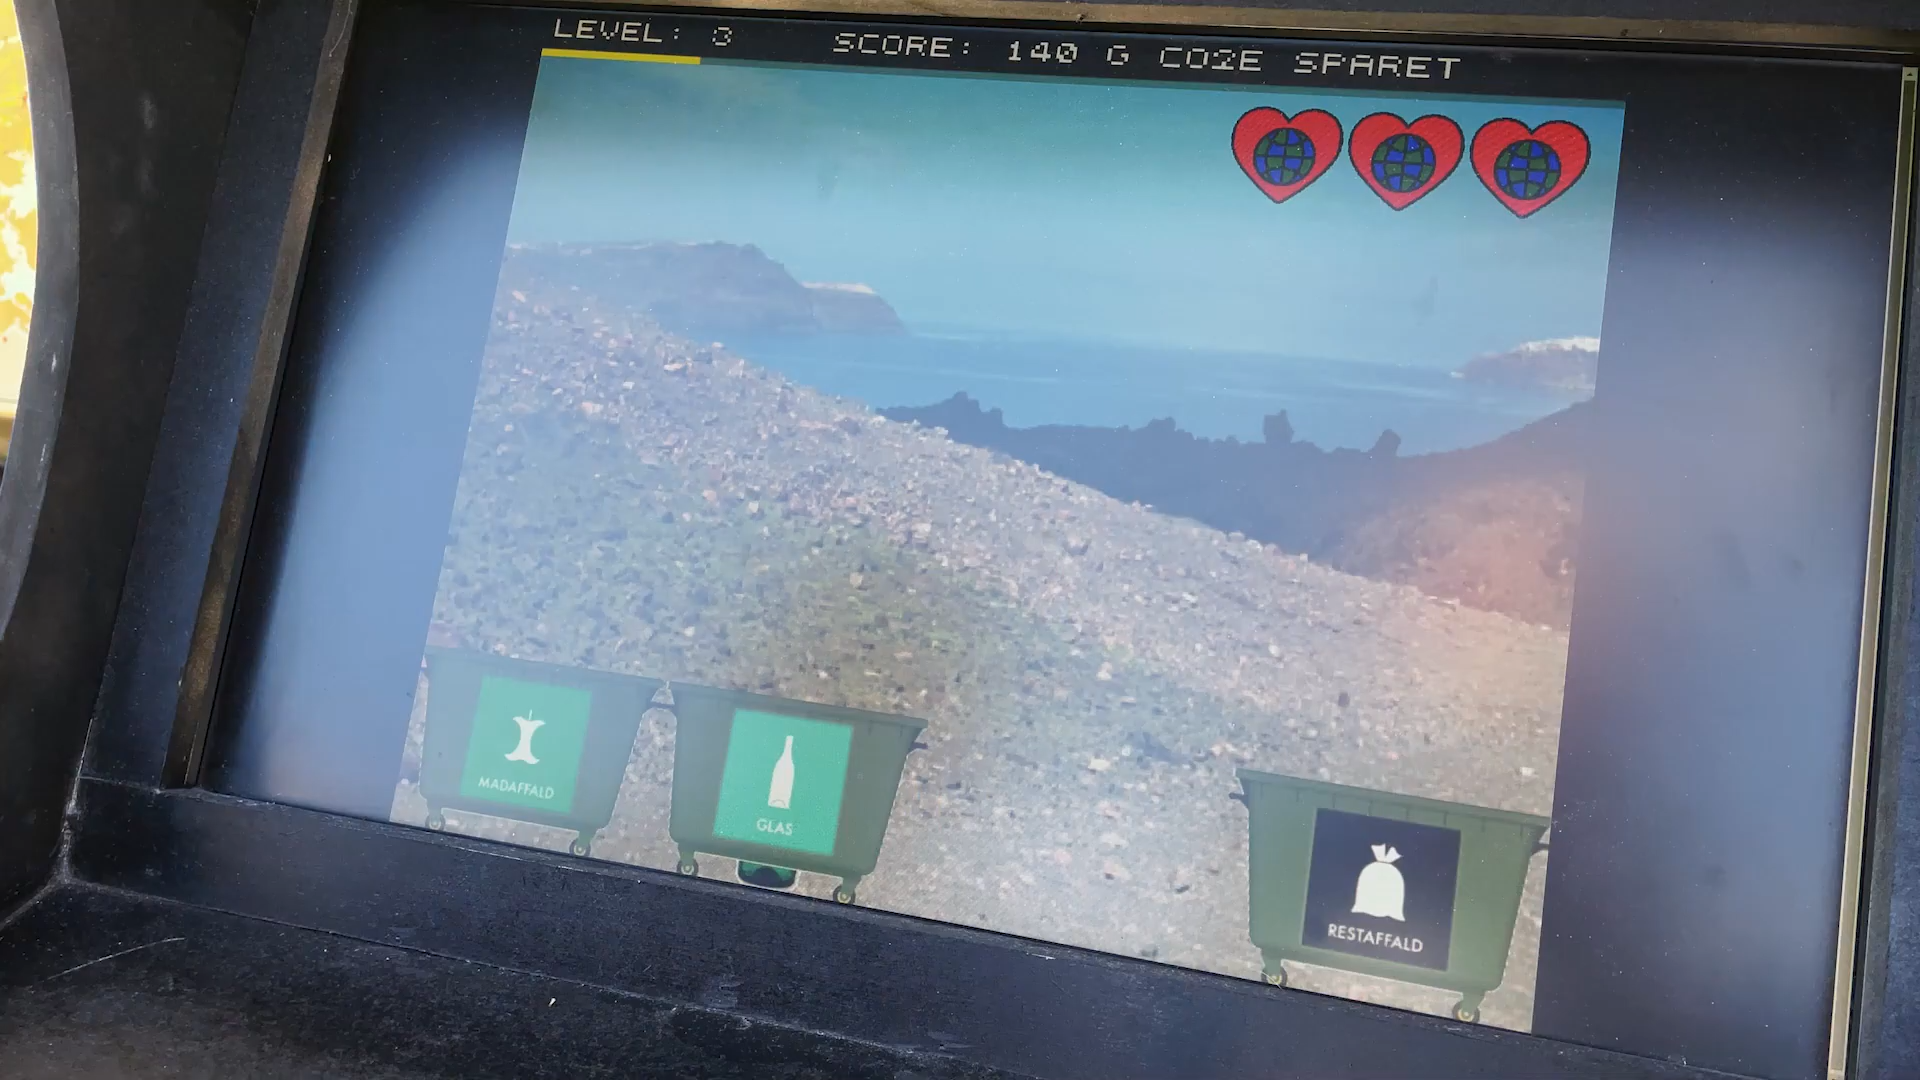 LEVEL: 3
SCORE: 140 G CO2E SPARET
MADAFFALD
GLAS
RESTAFFALD